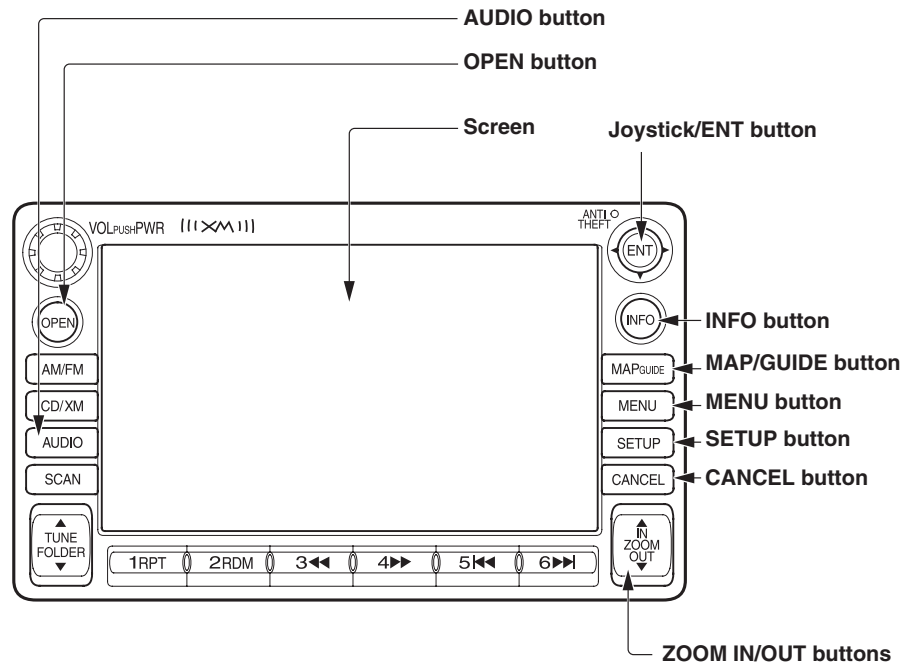 AUDIO button
OPEN button
Screen
Joystick/ENT button
VOLPUSHPWR
XM
ANTI
THEFT
ENT
OPEN
INFO
INFO button
AM/FM
MAPGUIDE
MAP/GUIDE button
CD/XM
MENU
MENU button
AUDIO
SETUP
SETUP button
SCAN
CANCEL
CANCEL button
TUNE
FOLDER
IN
ZOOM
OUT
1RPT
2RDM
3
4
5
6
ZOOM IN/OUT buttons